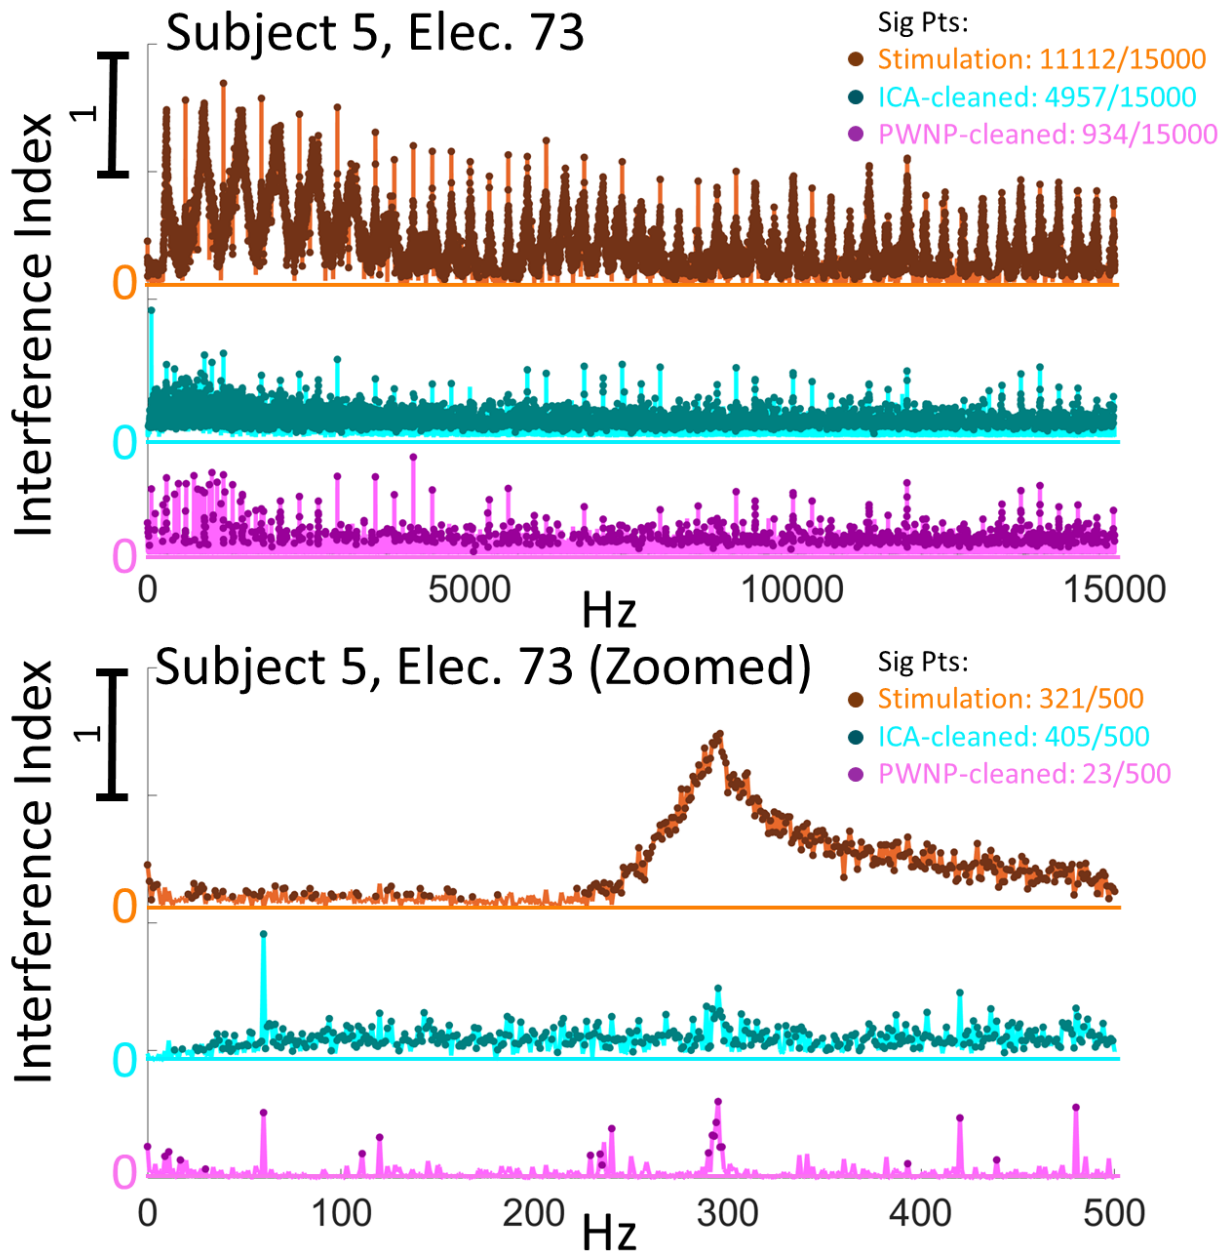 Subject 5, Elec. 73
Sig Pts:
Stimulation: 11112/15000
ICA-cleaned: 4957/15000
PWNP-cleaned: 934/15000
1
Interference Index
0
0
0
0
5000
10000
15000
Hz
Subject 5, Elec. 73 (Zoomed)
Sig Pts:
Stimulation: 321/500
ICA-cleaned: 405/500
PWNP-cleaned: 23/500
1
Interference Index
0
0
0
0
100
200
300
400
500
Hz